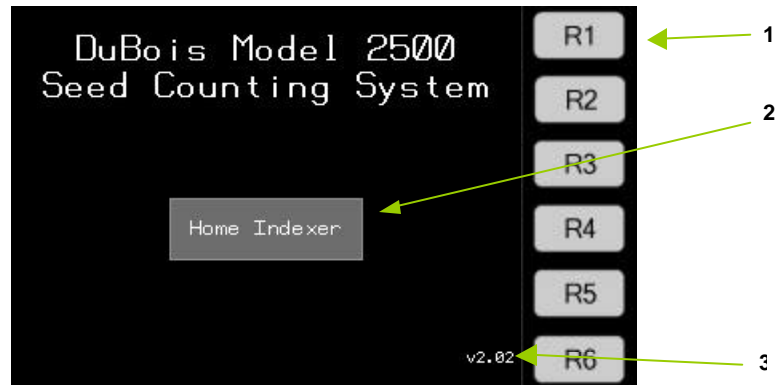 DuBois Model 2500
Seed Counting System
Home Indexer
v2.02
R1
R2
R3
R4
R5
R6
1
2
3